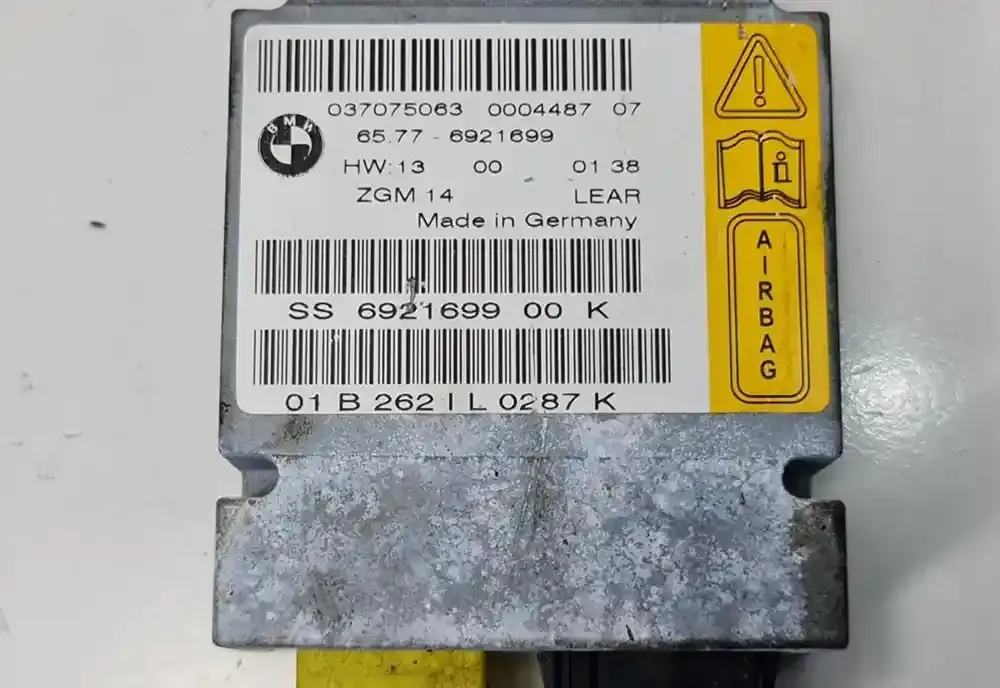 037075063 0004487 07
BMW
65.77 - 6921699
HW:13 00 01 38
ZGM 14 LEAR
Made in Germany
SS 6921699 00 K
01 B 262 I L 0287 K
AIRBAG